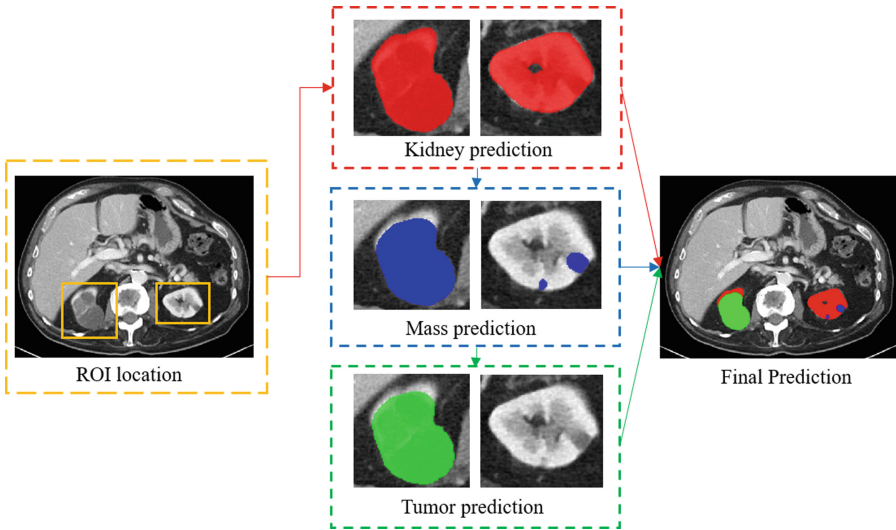 ROI location
Kidney prediction
Mass prediction
Tumor prediction
Final Prediction